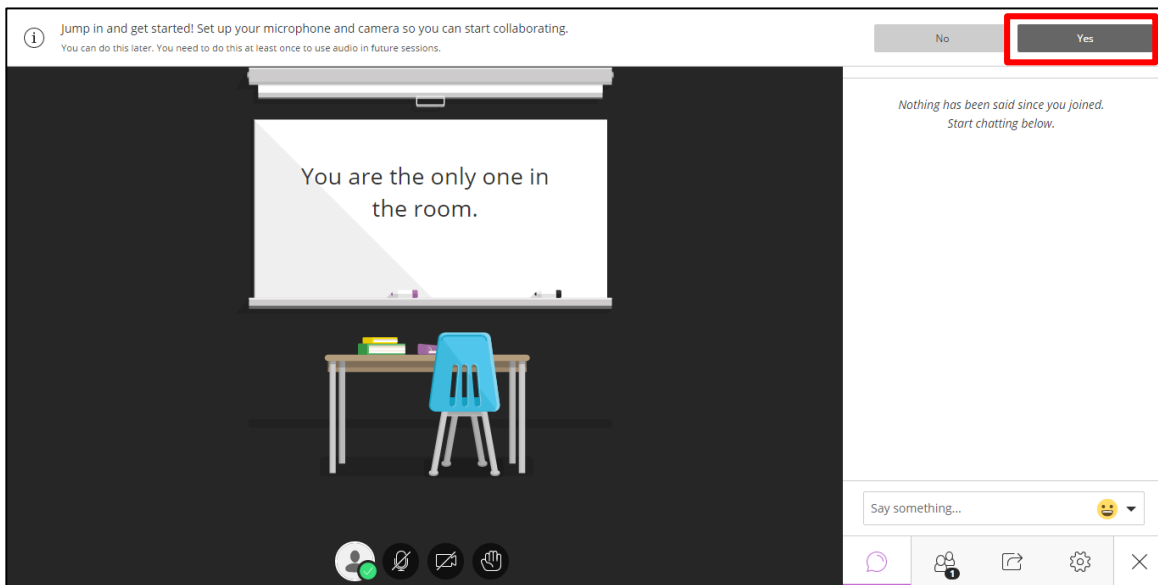 Jump in and get started! Set up your microphone and camera so you can start collaborating.
You can do this later. You need to do this at least once to use audio in future sessions.
No
Yes
You are the only one in
the room.
Nothing has been said since you joined.
Start chatting below.
Say something...
1